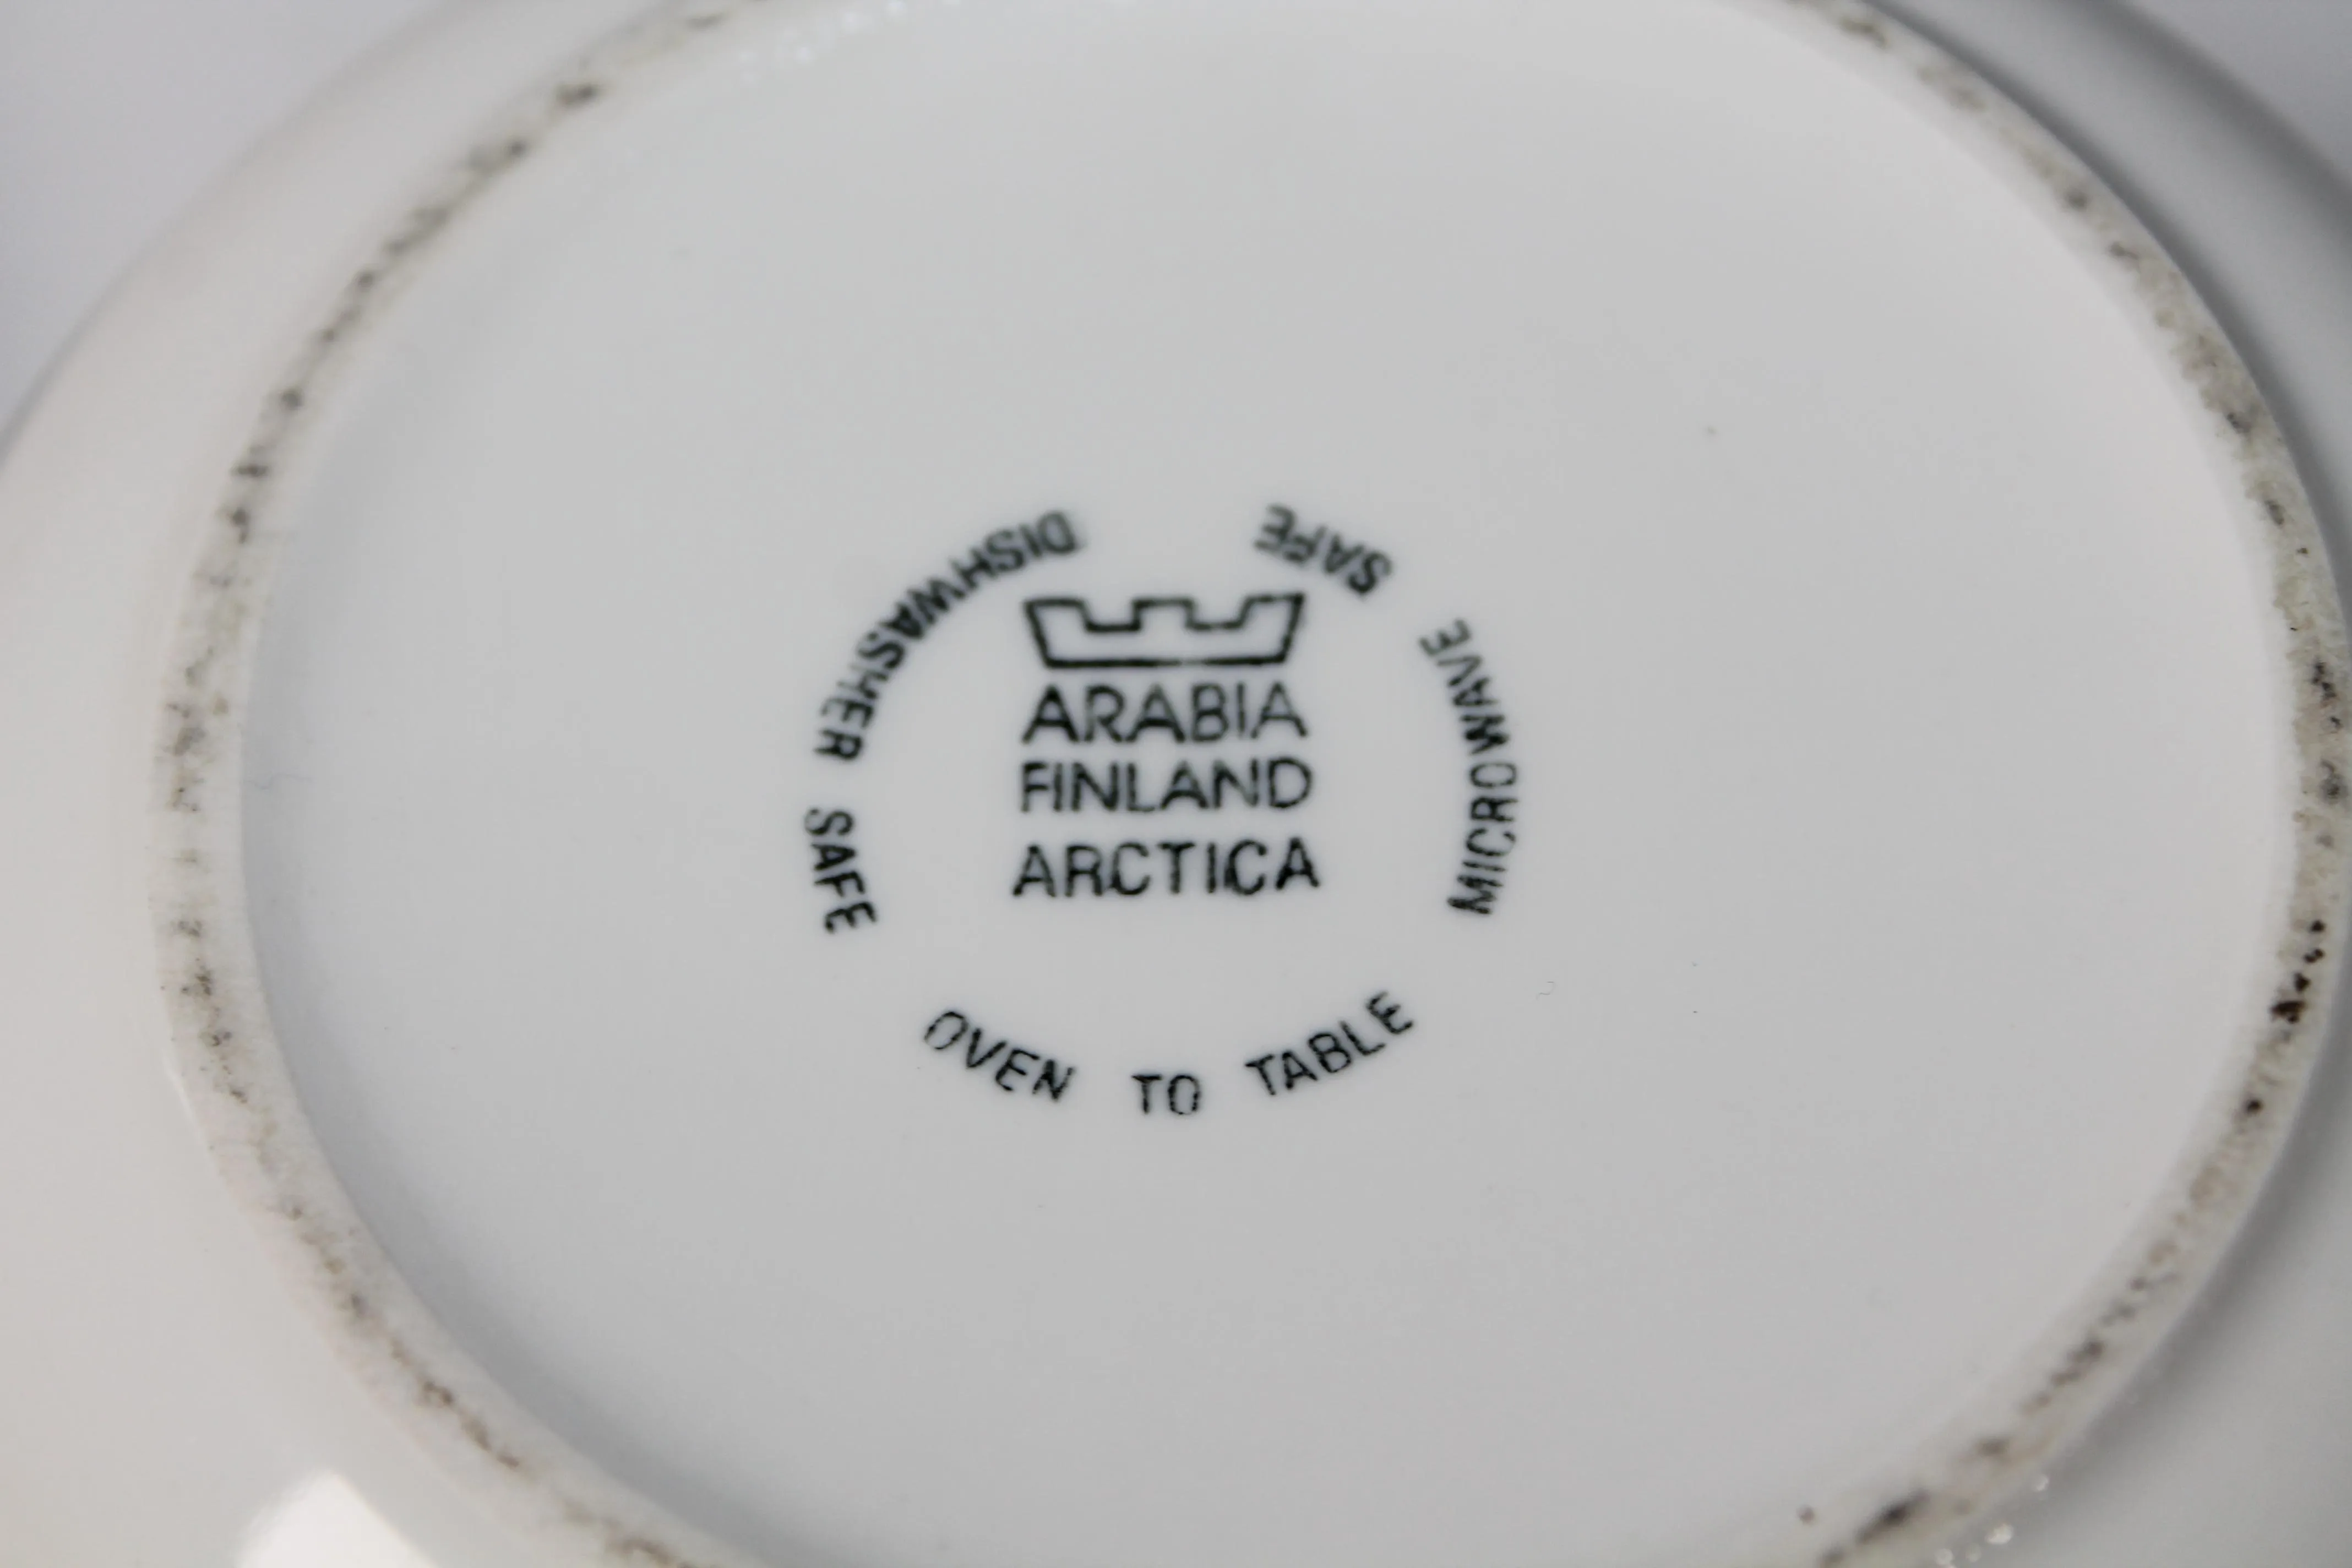 ARABIA
FINLAND
ARCTICA
DISHWASHER SAFE
OVEN TO TABLE
MICROWAVE SAFE